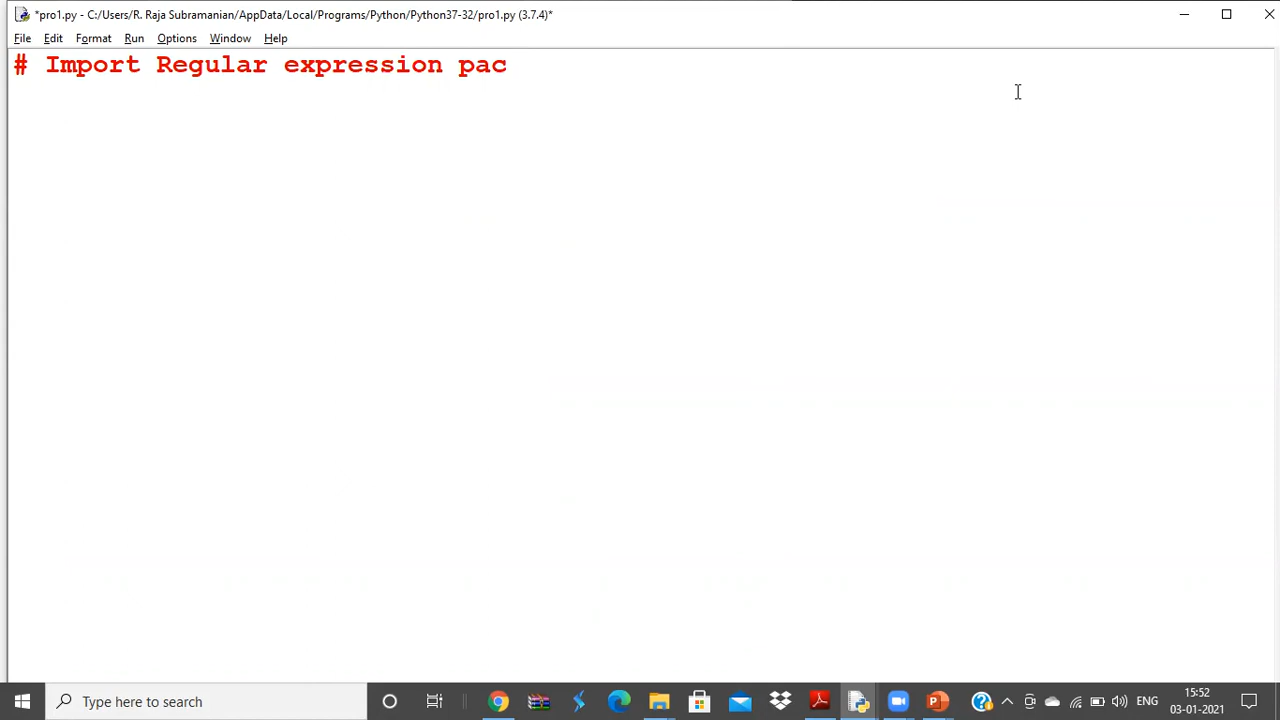 *pro1.py - C:/Users/R. Raja Subramanian/AppData/Local/Programs/Python/Python37-32/pro1.py (3.7.4)*
File Edit Format Run Options Window Help
# Import Regular expression pac
Type here to search
ENG
15:52
03-01-2021